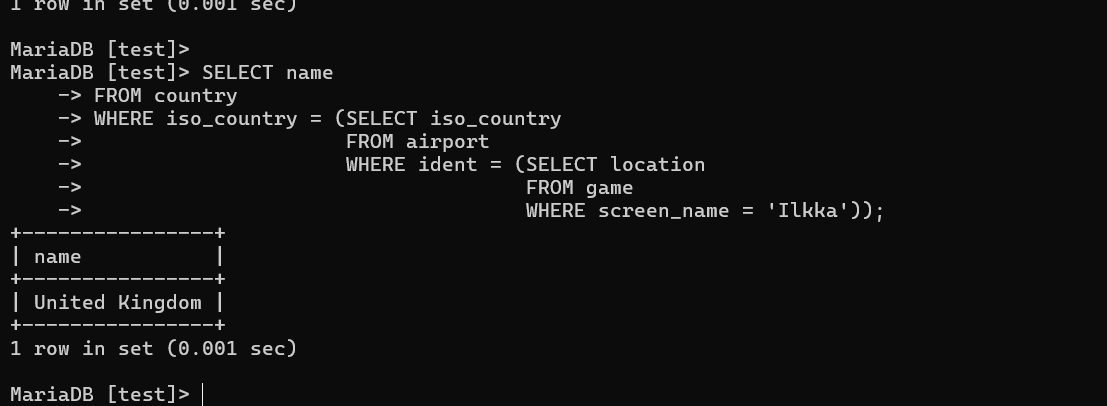 1 row in set (0.001 sec)
MariaDB [test]>
MariaDB [test]> SELECT name
    -> FROM country
    -> WHERE iso_country = (SELECT iso_country
    ->                      FROM airport
    ->                      WHERE ident = (SELECT location
    ->                                     FROM game
    ->                                     WHERE screen_name = 'Ilkka'));
+----------------+
| name           |
+----------------+
| United Kingdom |
+----------------+
1 row in set (0.001 sec)
MariaDB [test]>